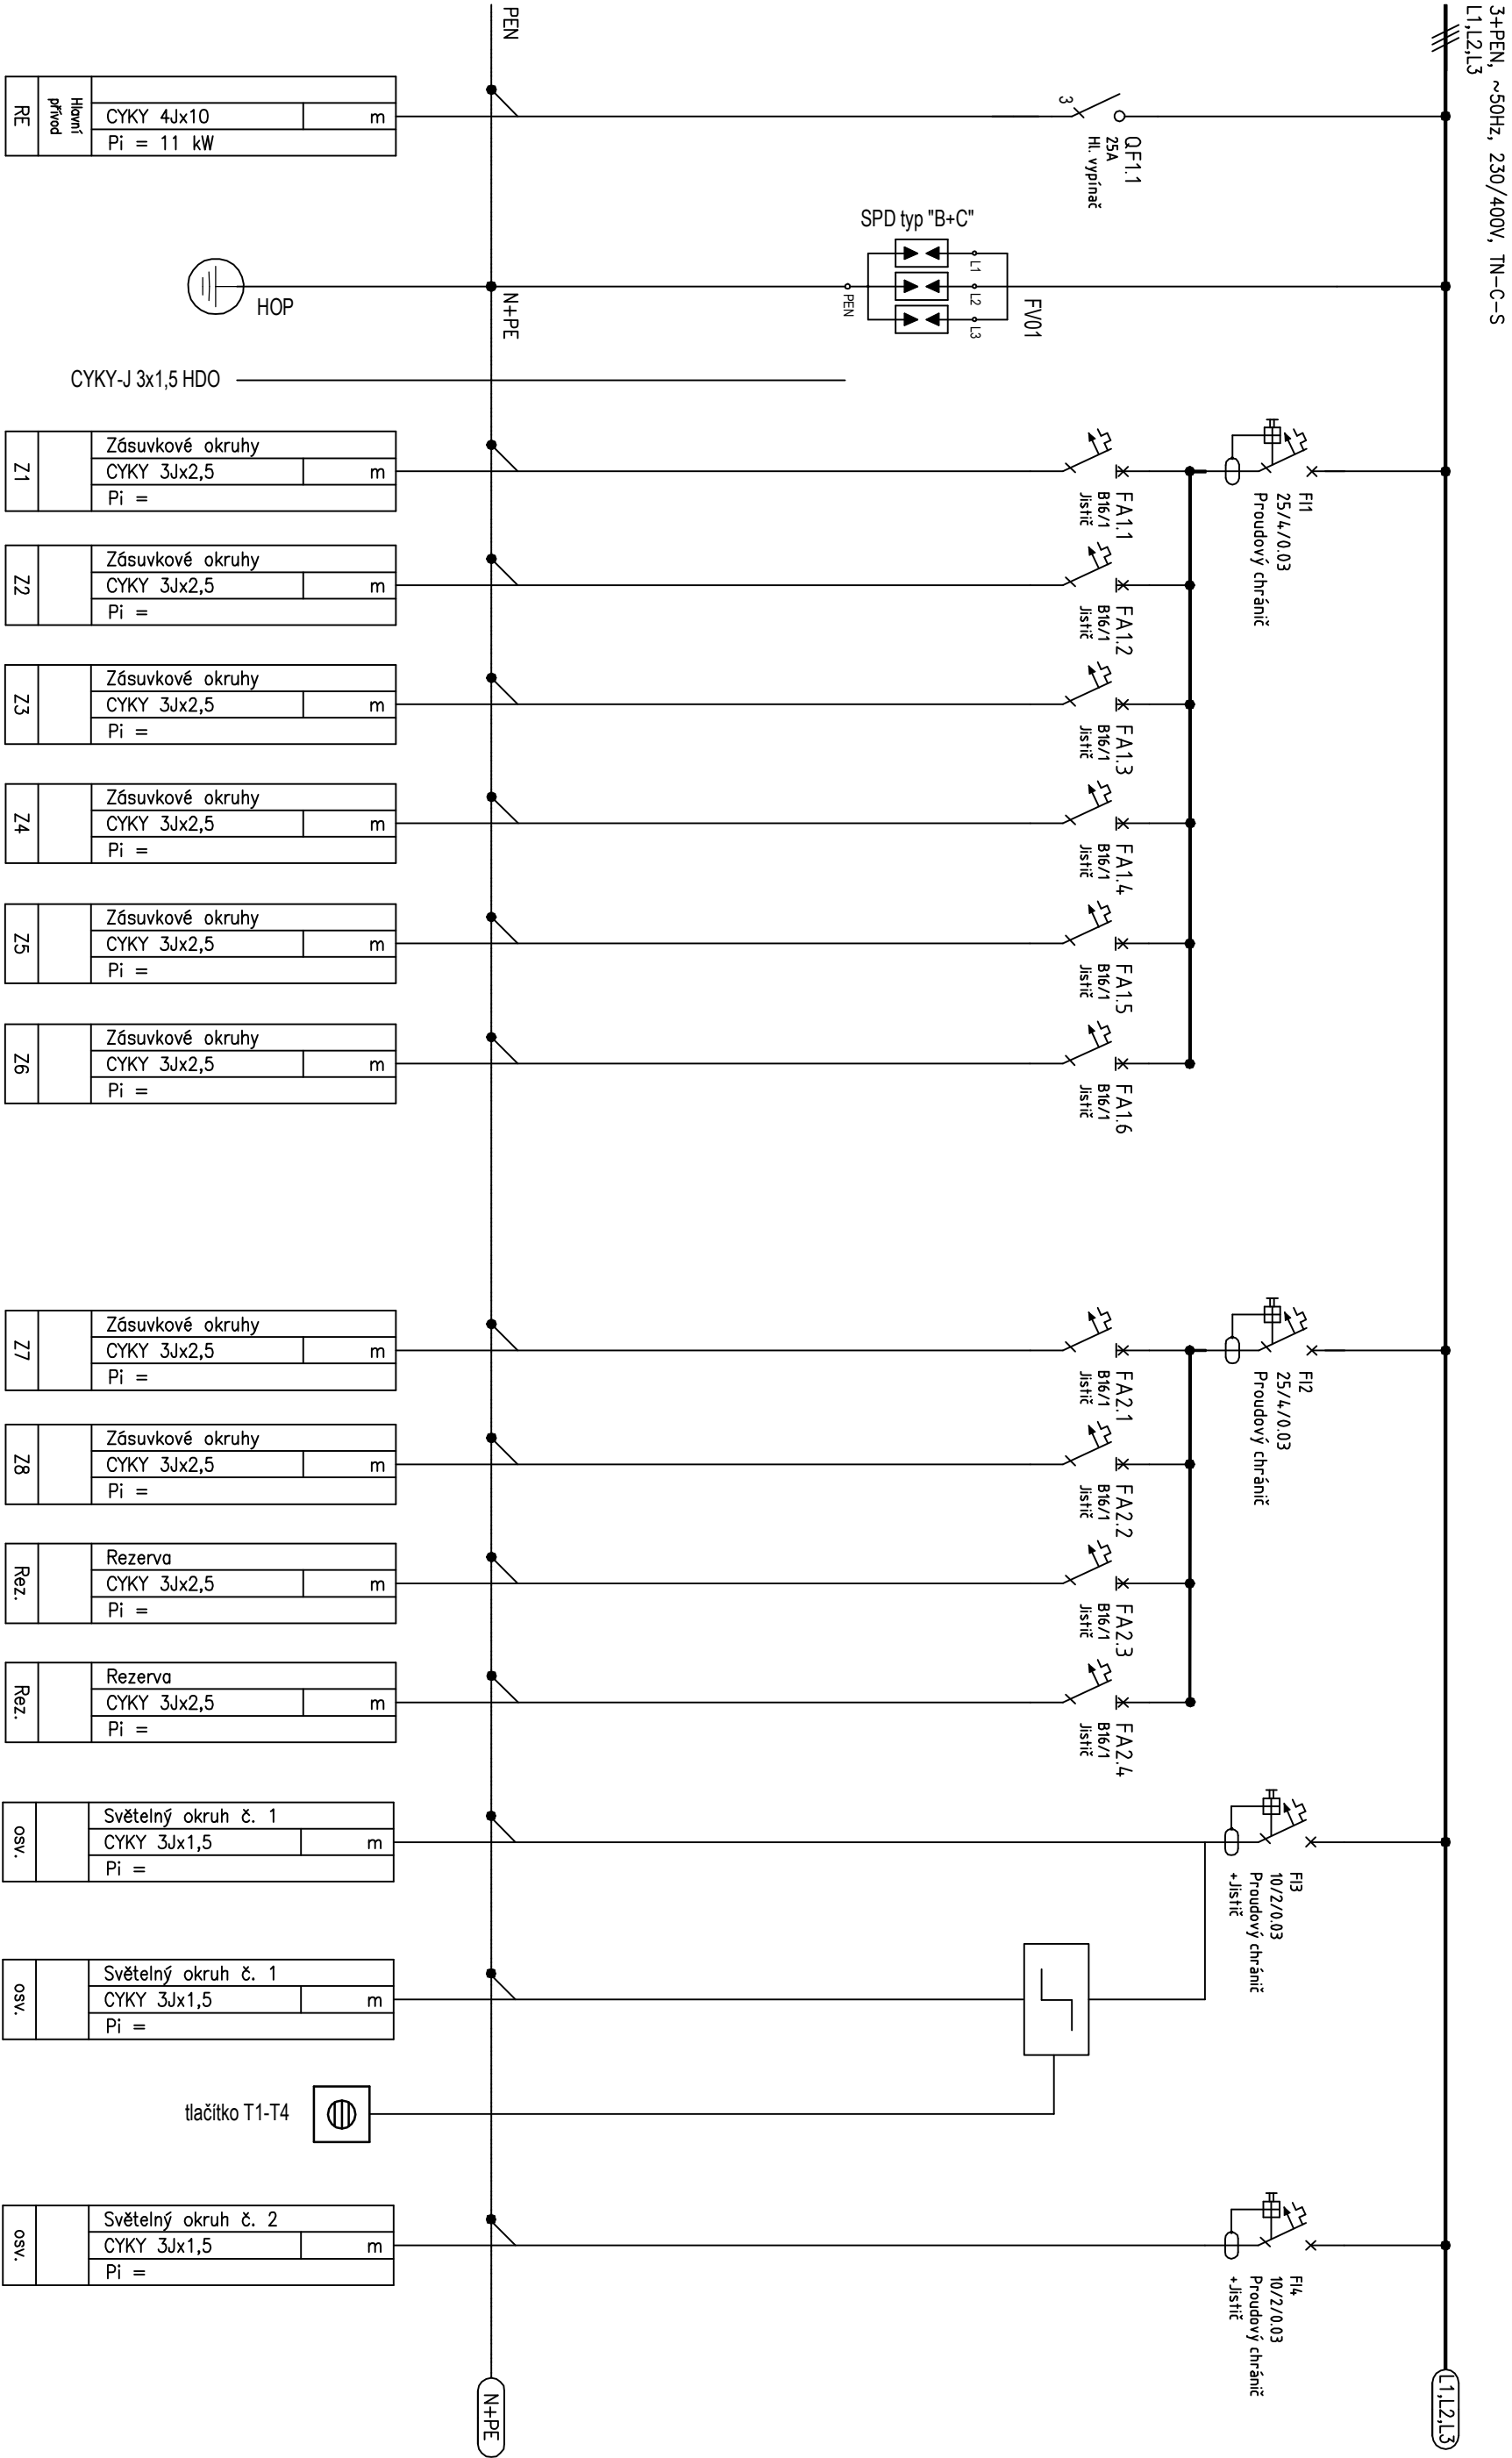 3+PEN, ~50Hz, 230/400V, TN-C-S
L1,L2,L3
PEN
RE
Hlavní
přívod
CYKY 4Jx10 m
Pi = 11 kW
3
QF1.1
25A
Hl. vypínač
SPD typ "B+C"
L1
L2
L3
PEN
FV01
HOP
N+PE
CYKY-J 3x1,5 HDO
FI1
25/4/0.03
Proudový chránič
Z1
Zásuvkové okruhy
CYKY 3Jx2,5 m
Pi =
FA1.1
B16/1
Jistič
Z2
Zásuvkové okruhy
CYKY 3Jx2,5 m
Pi =
FA1.2
B16/1
Jistič
Z3
Zásuvkové okruhy
CYKY 3Jx2,5 m
Pi =
FA1.3
B16/1
Jistič
Z4
Zásuvkové okruhy
CYKY 3Jx2,5 m
Pi =
FA1.4
B16/1
Jistič
Z5
Zásuvkové okruhy
CYKY 3Jx2,5 m
Pi =
FA1.5
B16/1
Jistič
Z6
Zásuvkové okruhy
CYKY 3Jx2,5 m
Pi =
FA1.6
B16/1
Jistič
FI2
25/4/0.03
Proudový chránič
Z7
Zásuvkové okruhy
CYKY 3Jx2,5 m
Pi =
FA2.1
B16/1
Jistič
Z8
Zásuvkové okruhy
CYKY 3Jx2,5 m
Pi =
FA2.2
B16/1
Jistič
Rez.
Rezerva
CYKY 3Jx2,5 m
Pi =
FA2.3
B16/1
Jistič
Rez.
Rezerva
CYKY 3Jx2,5 m
Pi =
FA2.4
B16/1
Jistič
osv.
Světelný okruh č. 1
CYKY 3Jx1,5 m
Pi =
FI3
10/2/0.03
Proudový chránič
+Jistič
osv.
Světelný okruh č. 1
CYKY 3Jx1,5 m
Pi =
tlačítko T1-T4
osv.
Světelný okruh č. 2
CYKY 3Jx1,5 m
Pi =
FI4
10/2/0.03
Proudový chránič
+Jistič
N+PE
L1,L2,L3